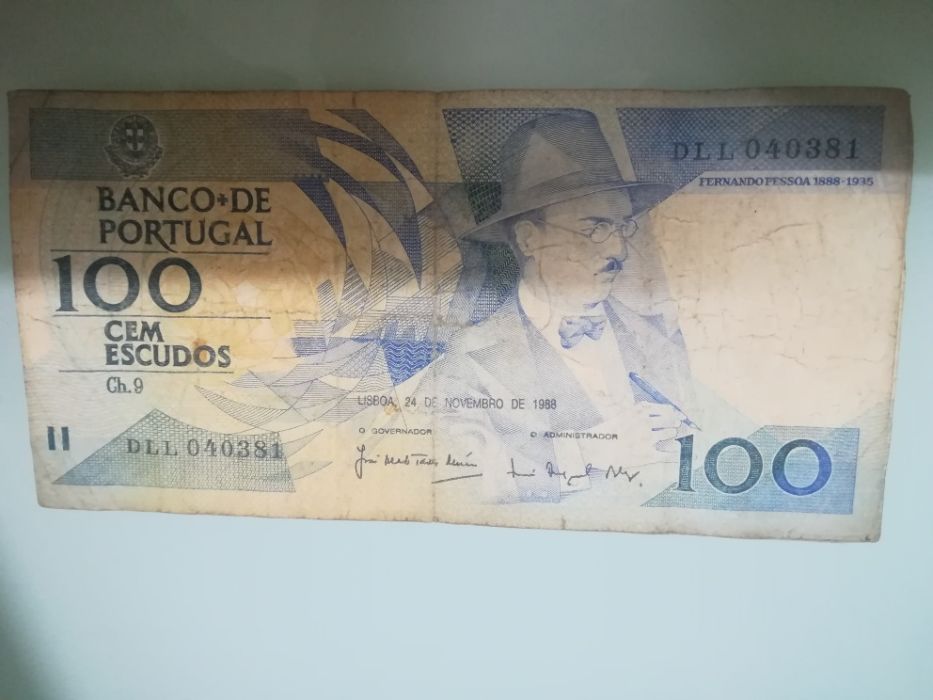 BANCO DE
PORTUGAL
100
CEM
ESCUDOS
Ch. 9
DLL 040381
FERNANDO PESSOA 1888-1935
LISBOA, 24 DE NOVEMBRO DE 1988
O GOVERNADOR
O ADMINISTRADOR
DLL 040381
100